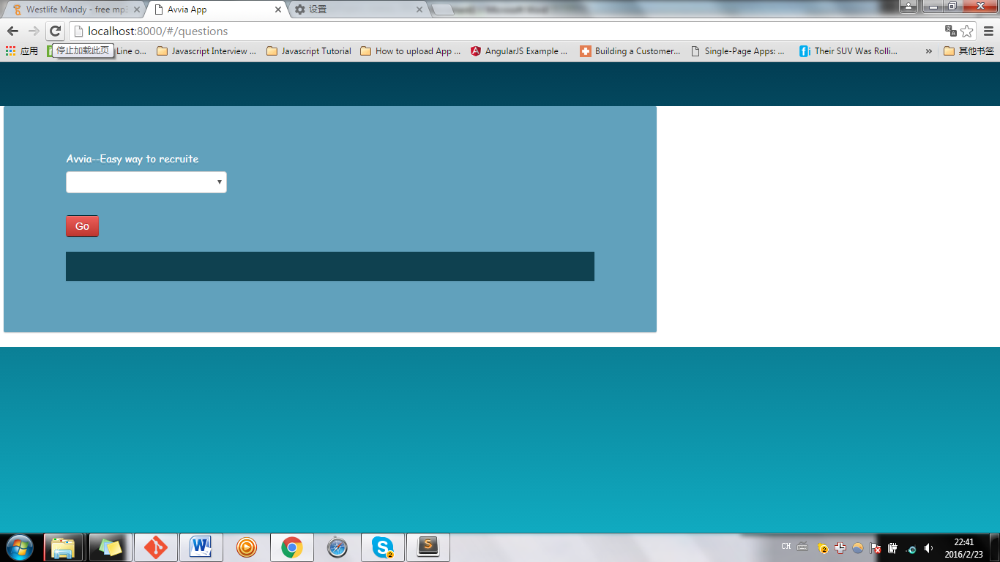 Westlife Mandy - free mp3
Avvia App
设置
localhost:8000/#/questions
应用
停止加载此页
Line o...
Javascript Interview ...
Javascript Tutorial
How to upload App ...
AngularJS Example ...
Building a Customer...
Single-Page Apps: ...
Their SUV Was Rolli...
»
其他书签
Avvia--Easy way to recruite
Go
CH
2
2
22:41
2016/2/23